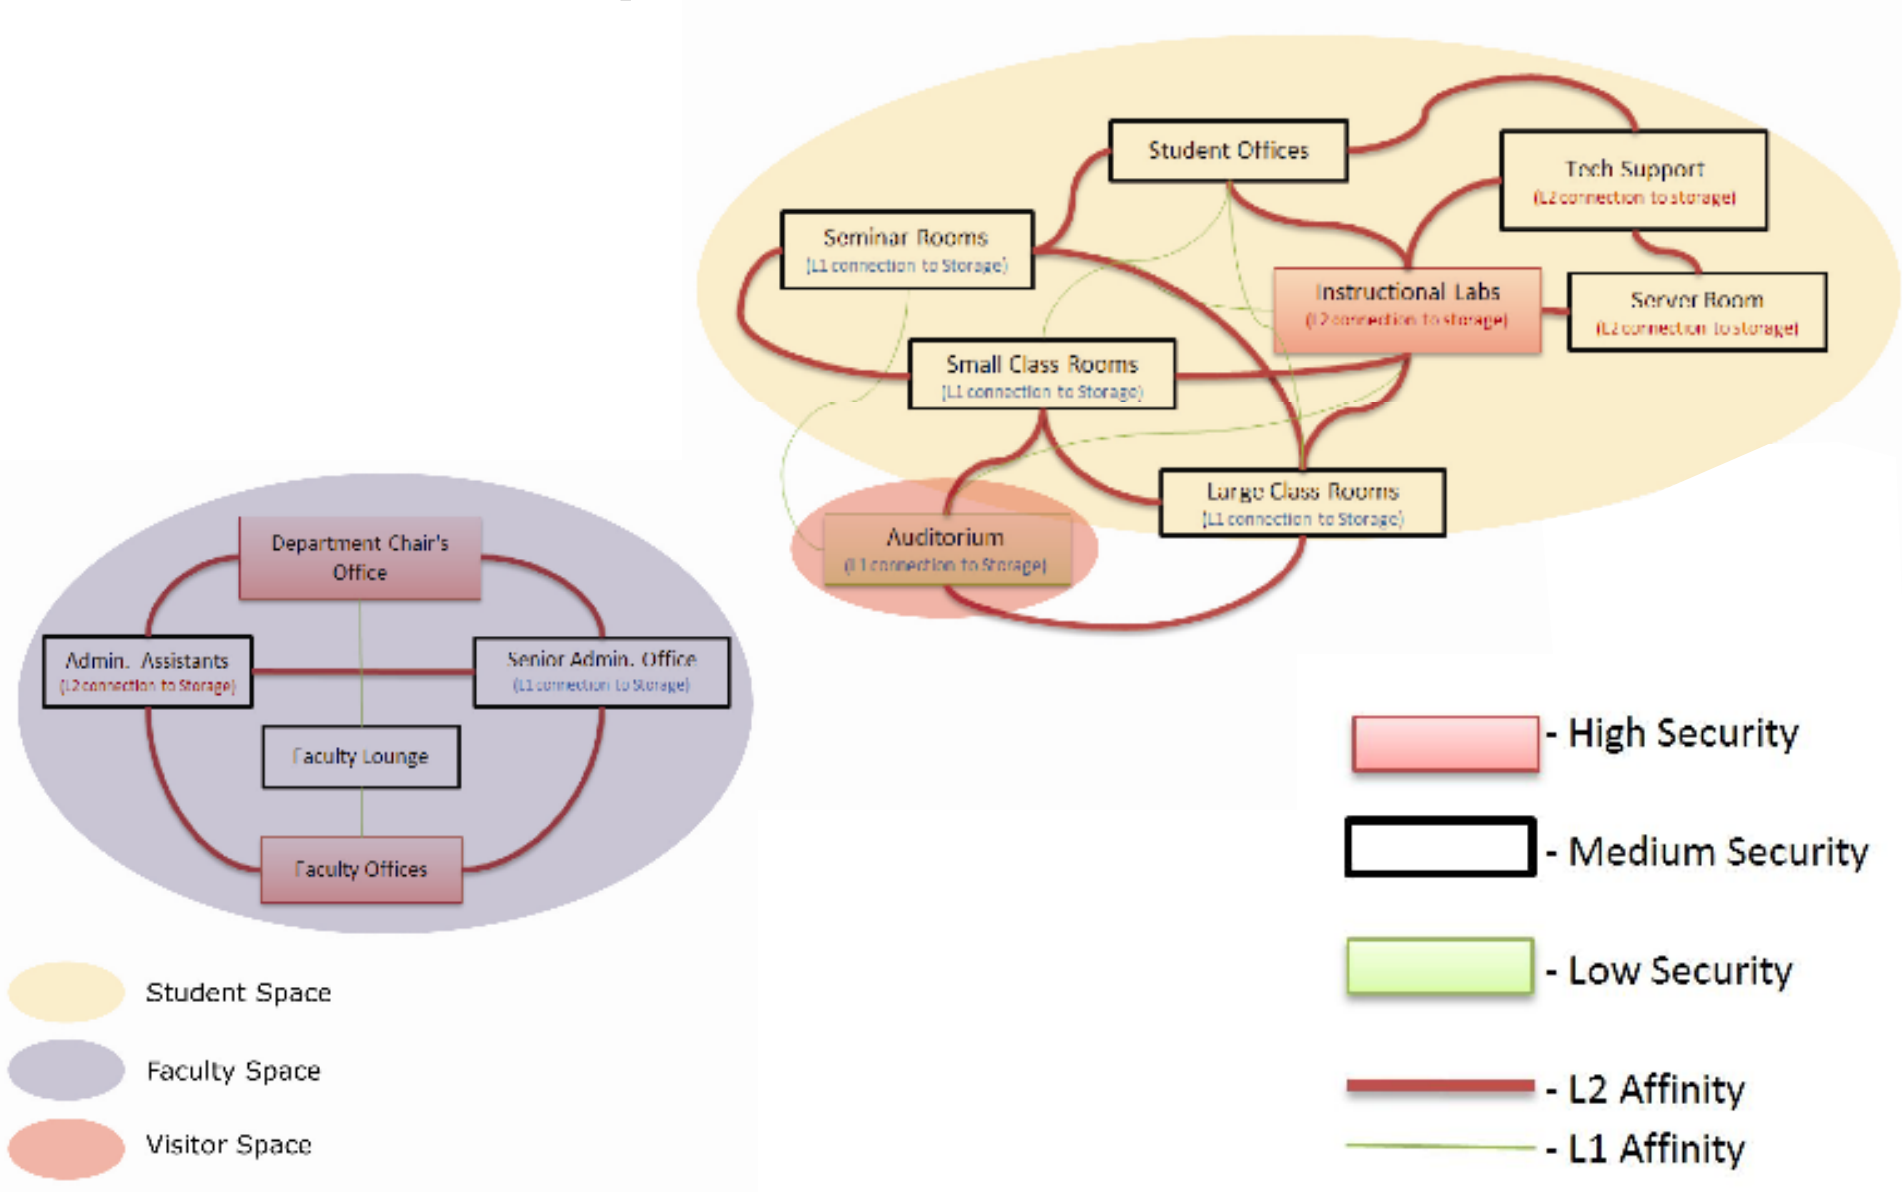 Student Offices
Tech Support
(L2 connection to storage)
Seminar Rooms
(L1 connection to Storage)
Instructional Labs
(L2 connection to storage)
Server Room
(L2 connection to storage)
Small Class Rooms
(L1 connection to Storage)
Large Class Rooms
(L1 connection to Storage)
Auditorium
(L1 connection to Storage)
Department Chair's
Office
Admin. Assistants
(L2 connection to Storage)
Senior Admin. Office
(L1 connection to Storage)
Faculty Lounge
Faculty Offices
Student Space
Faculty Space
Visitor Space
- High Security
- Medium Security
- Low Security
- L2 Affinity
- L1 Affinity